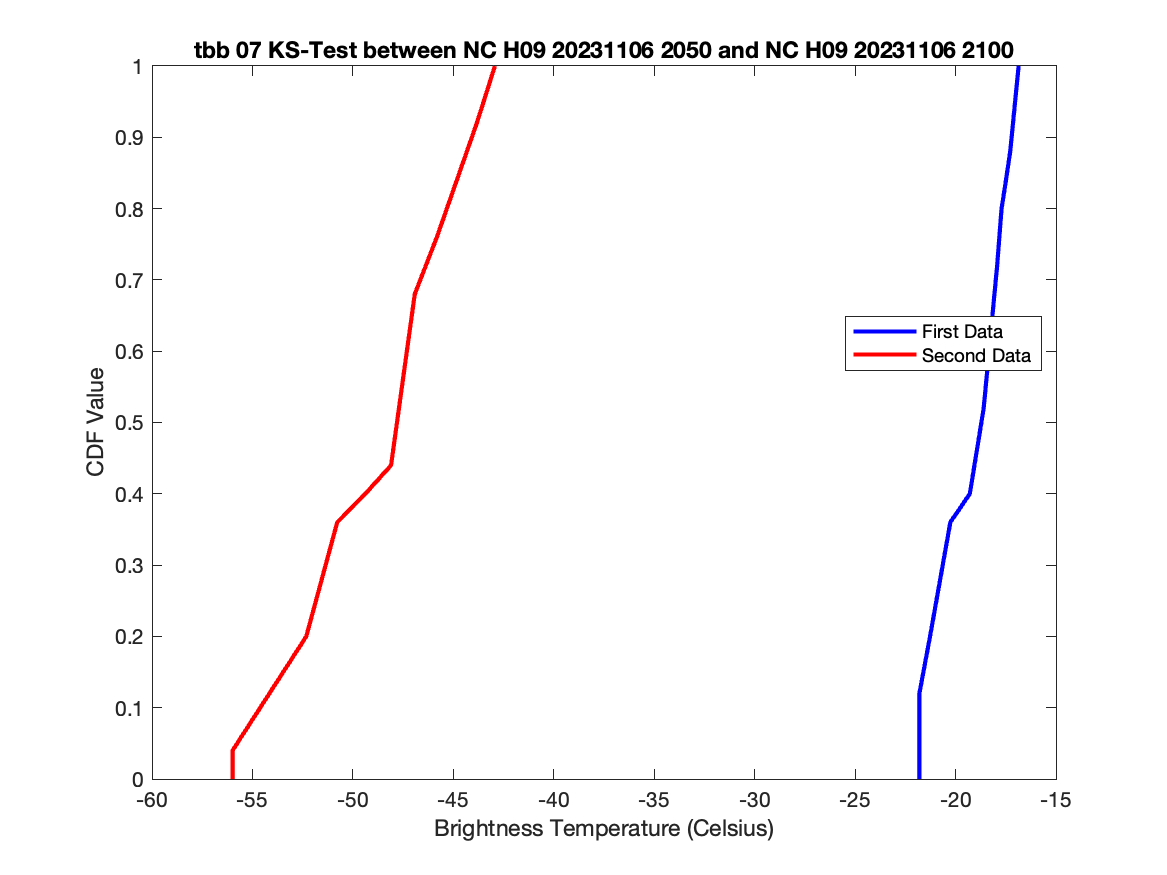 tbb 07 KS-Test between NC H09 20231106 2050 and NC H09 20231106 2100
1
0.9
0.8
0.7
0.6
0.5
0.4
0.3
0.2
0.1
0
CDF Value
First Data
Second Data
-60 -55 -50 -45 -40 -35 -30 -25 -20 -15
Brightness Temperature (Celsius)